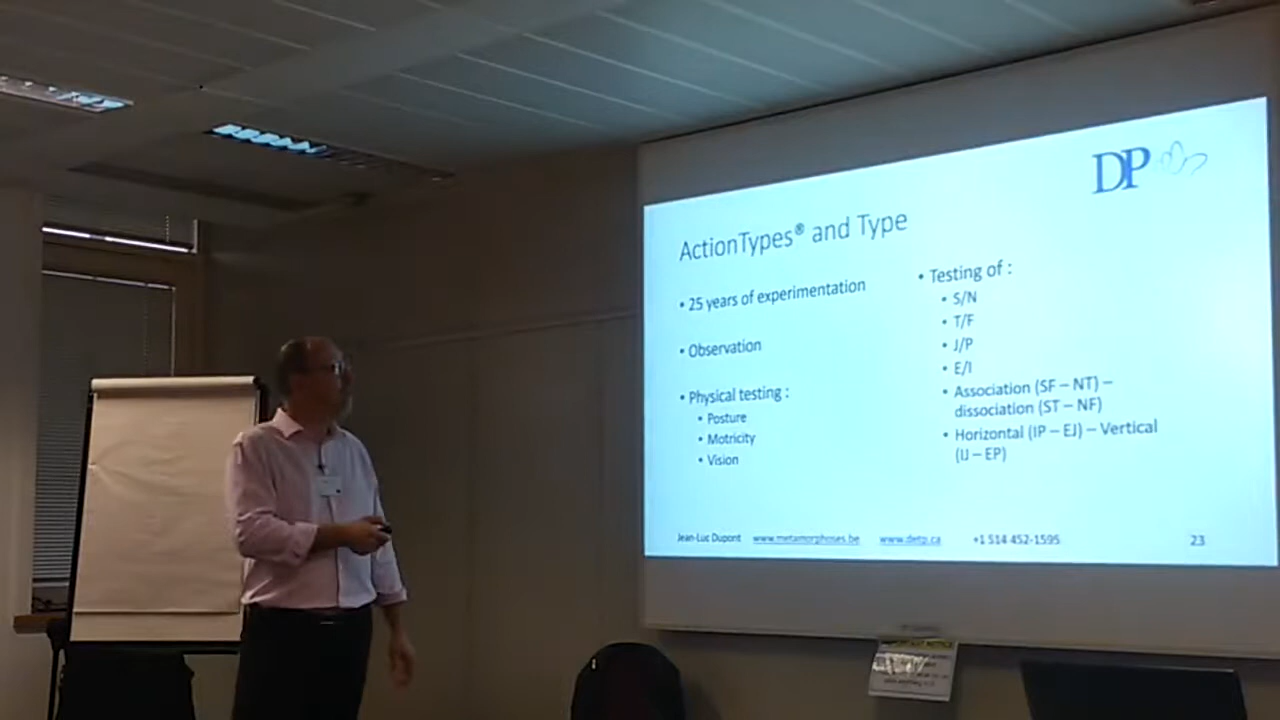 DP
ActionTypes® and Type
• 25 years of experimentation
• Observation
• Physical testing :
• Posture
• Motricity
• Vision
• Testing of :
• S/N
• T/F
• J/P
• E/I
• Association (SF – NT) –
dissociation (ST – NF)
• Horizontal (IP – EJ) – Vertical
(IJ – EP)
Jean-Luc Dupont www.metamorphoses.be www.detp.ca +1 514 452-1595 23